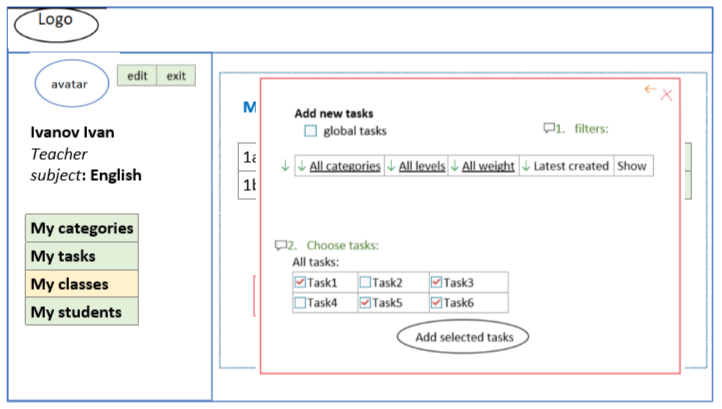 Logo
avatar
edit exit
Ivanov Ivan
Teacher
subject: English
My categories
My tasks
My classes
My students
M
1a
1b
Add new tasks
global tasks
1. filters:
All categories All levels All weight Latest created Show
2. Choose tasks:
All tasks:
Task1 Task2 Task3
Task4 Task5 Task6
Add selected tasks